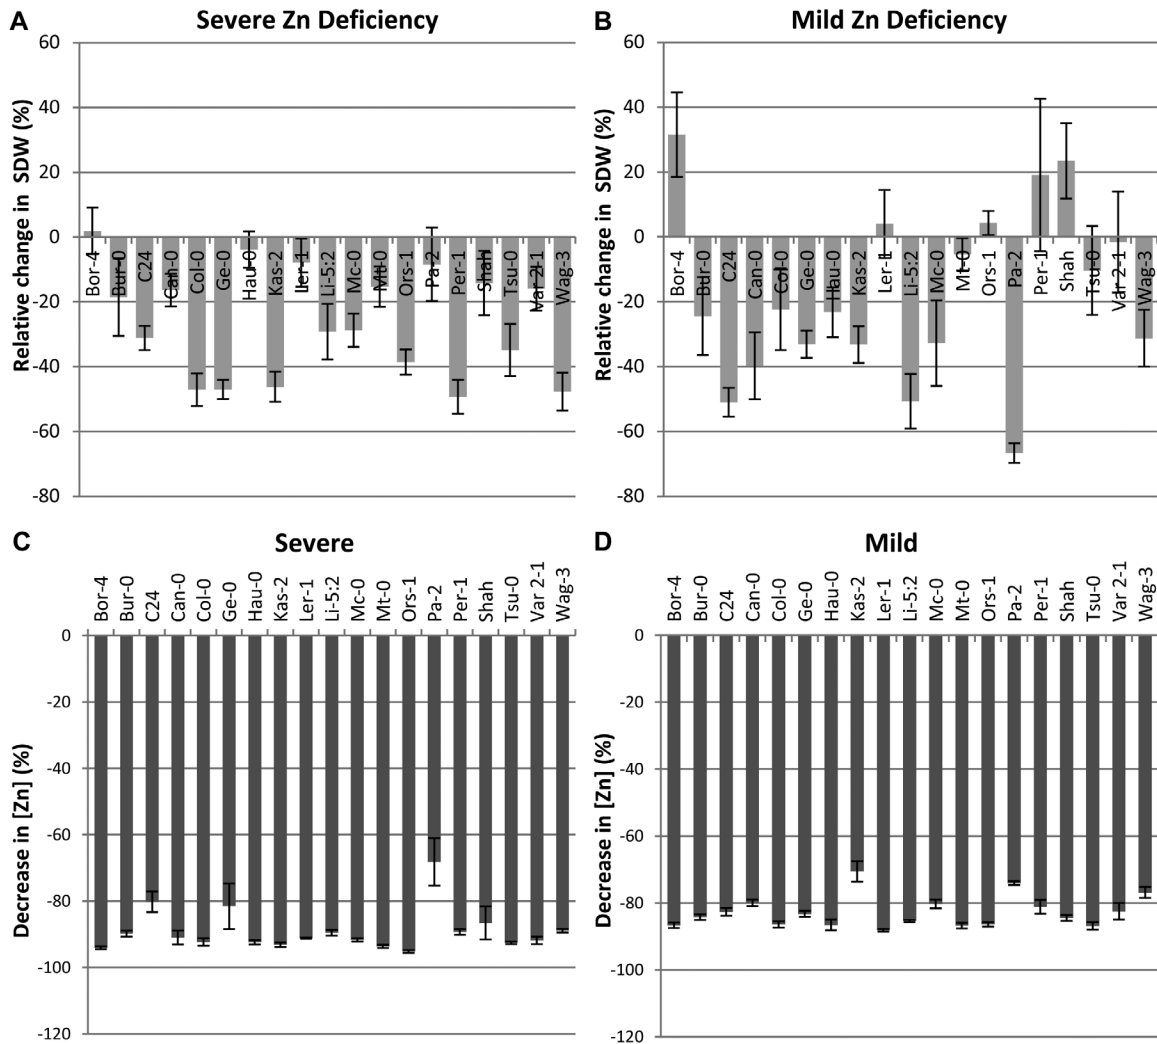 A
Severe Zn Deficiency
Relative change in SDW (%)
60
40
20
0
-20
-40
-60
-80
Bor-4
Bur-0
C24
Can-0
Col-0
Ge-0
Hau-0
Kas-2
Ler-1
Li-5:2
Mc-0
Mt-0
Ors-1
Pa-2
Per-1
Shah
Tsu-0
Var 2-1
Wag-3
B
Mild Zn Deficiency
Relative change in SDW (%)
60
40
20
0
-20
-40
-60
-80
Bor-4
Bur-0
C24
Can-0
Col-0
Ge-0
Hau-0
Kas-2
Ler-1
Li-5:2
Mc-0
Mt-0
Ors-1
Pa-2
Per-1
Shah
Tsu-0
Var 2-1
Wag-3
C
Severe
Bor-4
Bur-0
C24
Can-0
Col-0
Ge-0
Hau-0
Kas-2
Ler-1
Li-5:2
Mc-0
Mt-0
Ors-1
Pa-2
Per-1
Shah
Tsu-0
Var 2-1
Wag-3
Decrease in [Zn] (%)
0
-20
-40
-60
-80
-100
-120
D
Mild
Bor-4
Bur-0
C24
Can-0
Col-0
Ge-0
Hau-0
Kas-2
Ler-1
Li-5:2
Mc-0
Mt-0
Ors-1
Pa-2
Per-1
Shah
Tsu-0
Var 2-1
Wag-3
Decrease in [Zn] (%)
0
-20
-40
-60
-80
-100
-120